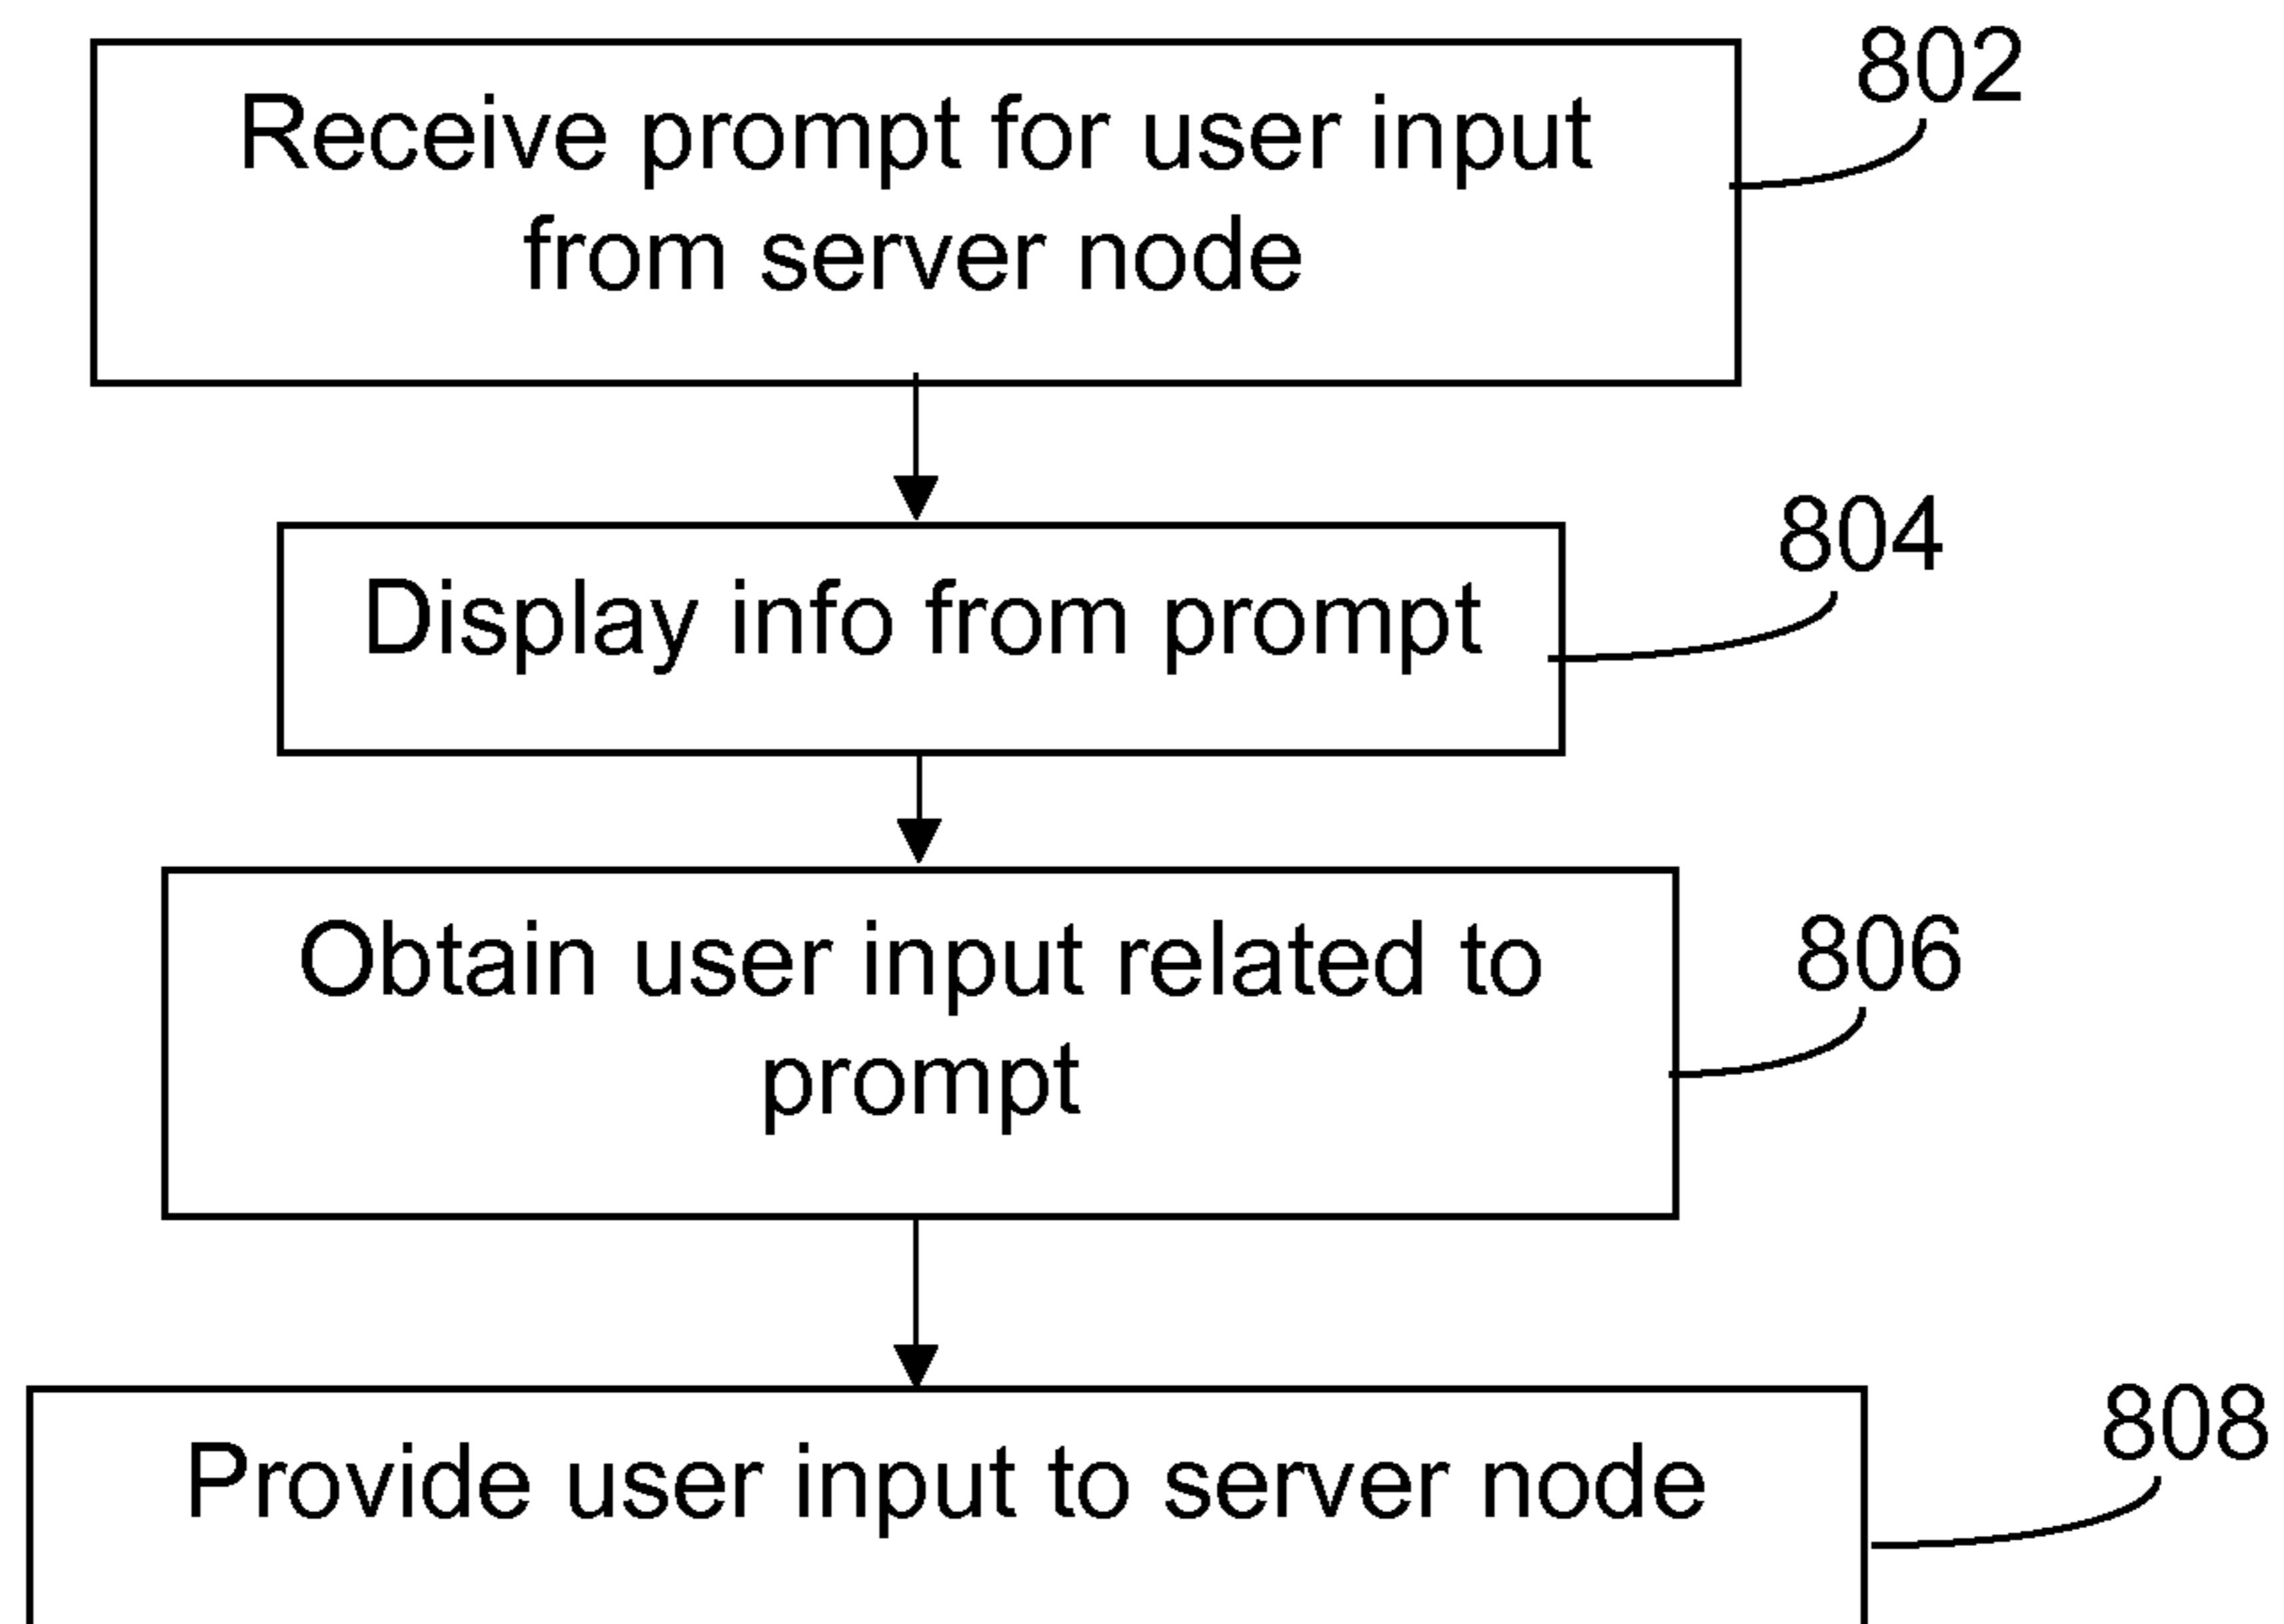 802
Receive prompt for user input
from server node
804
Display info from prompt
806
Obtain user input related to
prompt
808
Provide user input to server node